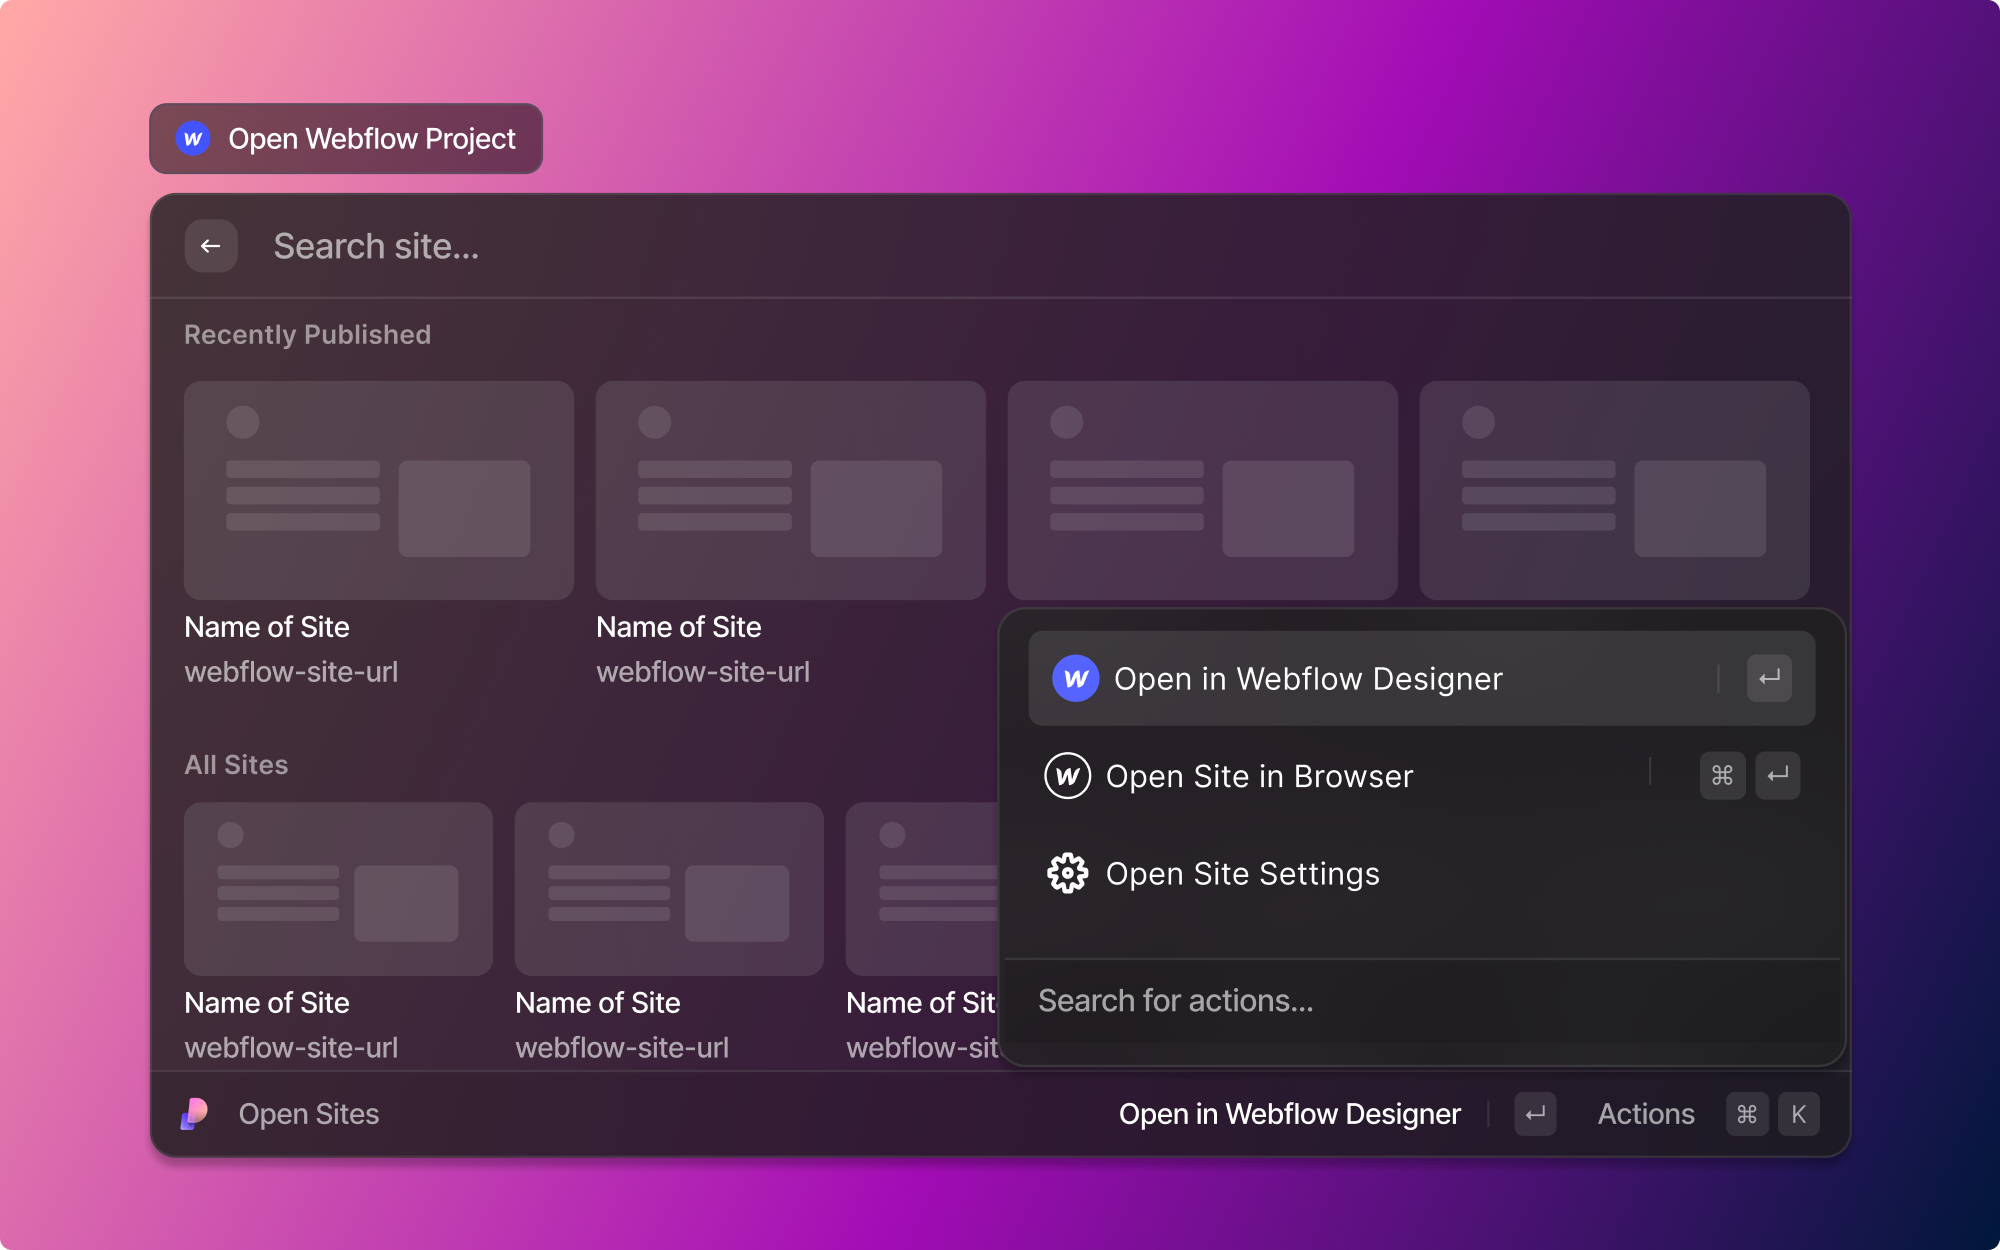 Open Webflow Project
Search site...
Recently Published
Name of Site
webflow-site-url
Name of Site
webflow-site-url
All Sites
Name of Site
webflow-site-url
Name of Site
webflow-site-url
Name of Sit
webflow-sit
Open in Webflow Designer ↵
Open Site in Browser ⌘ ↵
Open Site Settings
Search for actions...
Open Sites
Open in Webflow Designer ↵ Actions ⌘ K